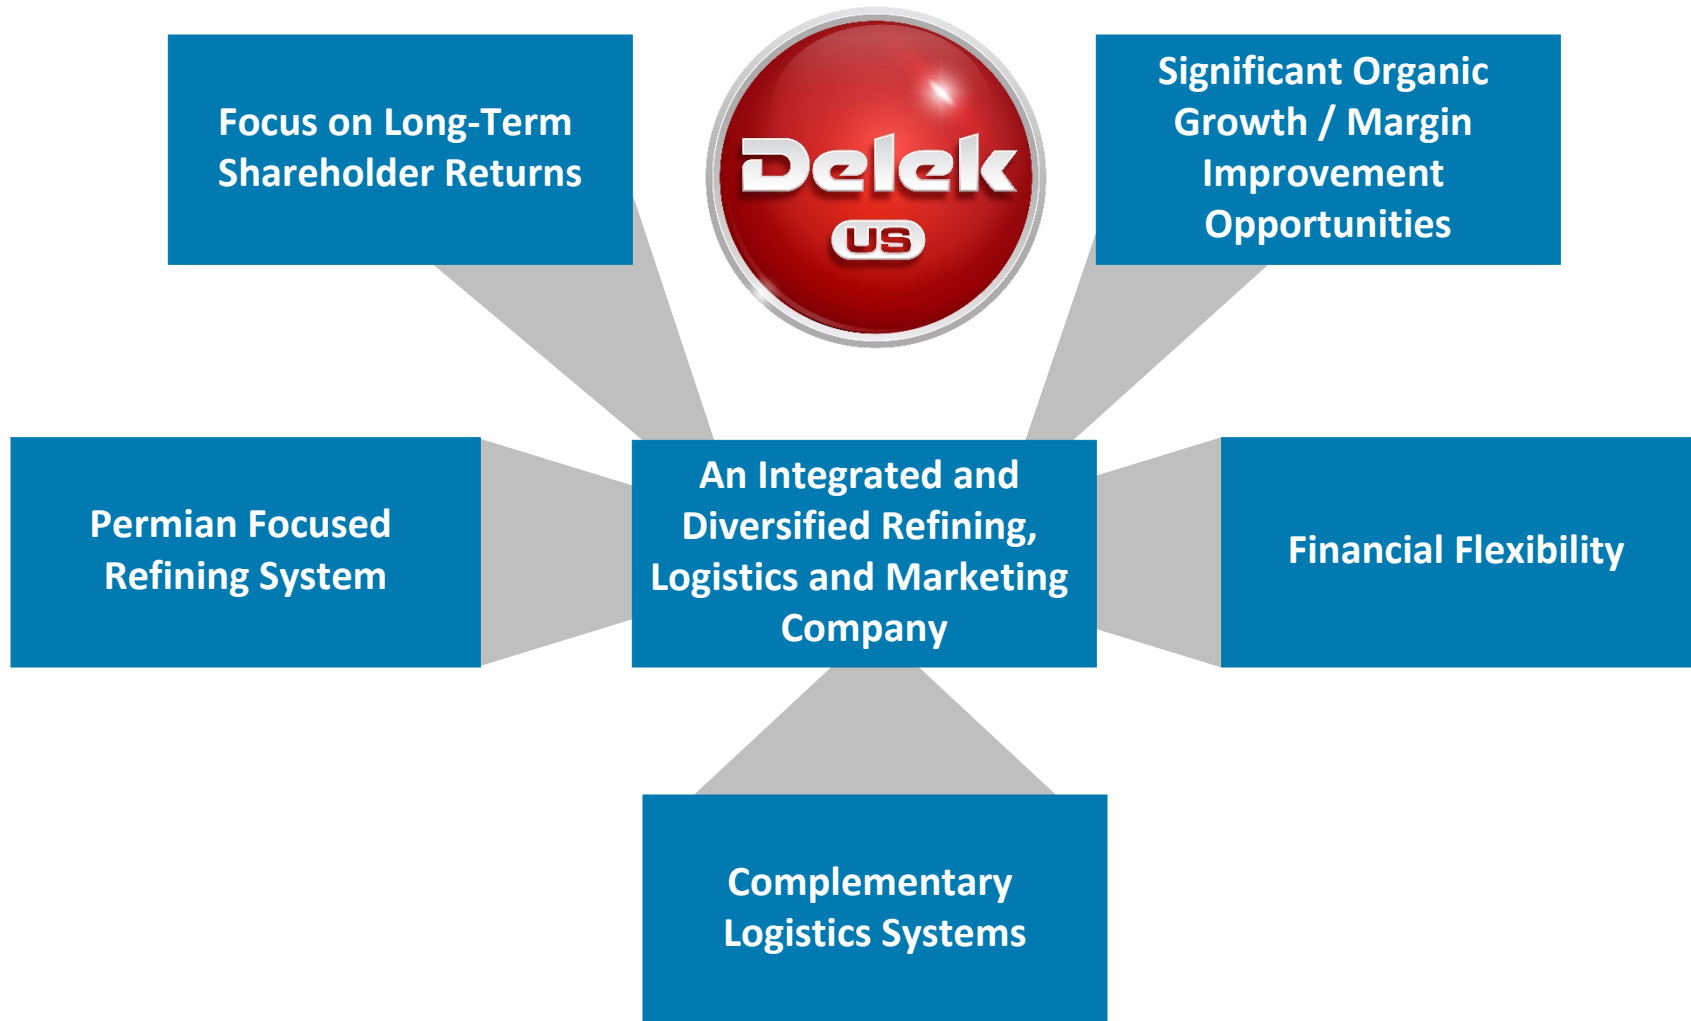 Focus on Long-Term
Shareholder Returns
Delek
US
Significant Organic
Growth / Margin
Improvement
Opportunities
Permian Focused
Refining System
An Integrated and
Diversified Refining,
Logistics and Marketing
Company
Financial Flexibility
Complementary
Logistics Systems